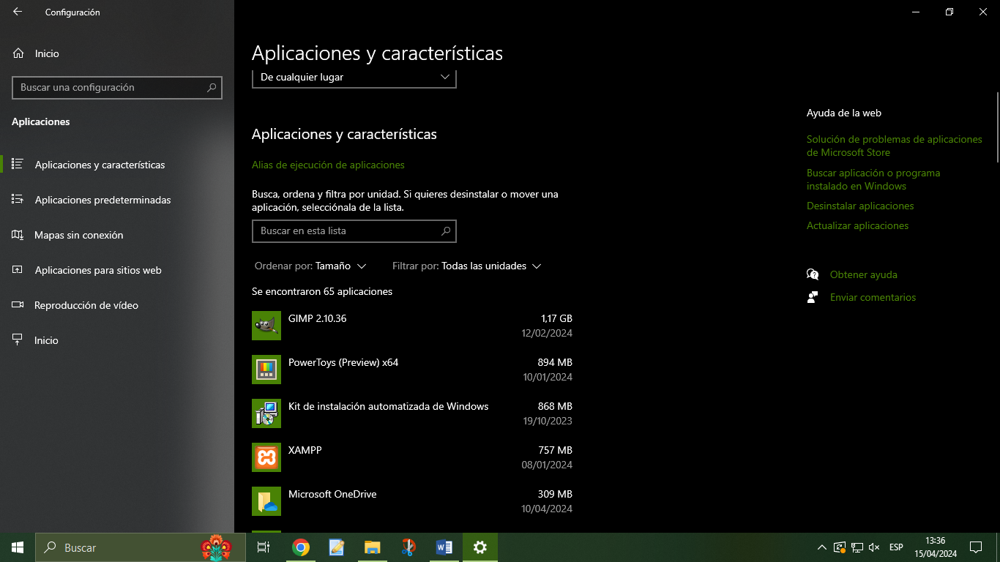 Configuración
Inicio
Buscar una configuración
Aplicaciones
Aplicaciones y características
Aplicaciones predeterminadas
Mapas sin conexión
Aplicaciones para sitios web
Reproducción de vídeo
Inicio
Aplicaciones y características
De cualquier lugar
Aplicaciones y características
Alias de ejecución de aplicaciones
Busca, ordena y filtra por unidad. Si quieres desinstalar o mover una
aplicación, selecciónala de la lista.
Buscar en esta lista
Ordenar por: Tamaño Filtrar por: Todas las unidades
Se encontraron 65 aplicaciones
GIMP 2.10.36 1,17 GB
12/02/2024
PowerToys (Preview) x64 894 MB
10/01/2024
Kit de instalación automatizada de Windows 868 MB
19/10/2023
XAMPP 757 MB
08/01/2024
Microsoft OneDrive 309 MB
10/04/2024
Ayuda de la web
Solución de problemas de aplicaciones
de Microsoft Store
Buscar aplicación o programa
instalado en Windows
Desinstalar aplicaciones
Actualizar aplicaciones
Obtener ayuda
Enviar comentarios
Buscar
ESP
13:36
15/04/2024